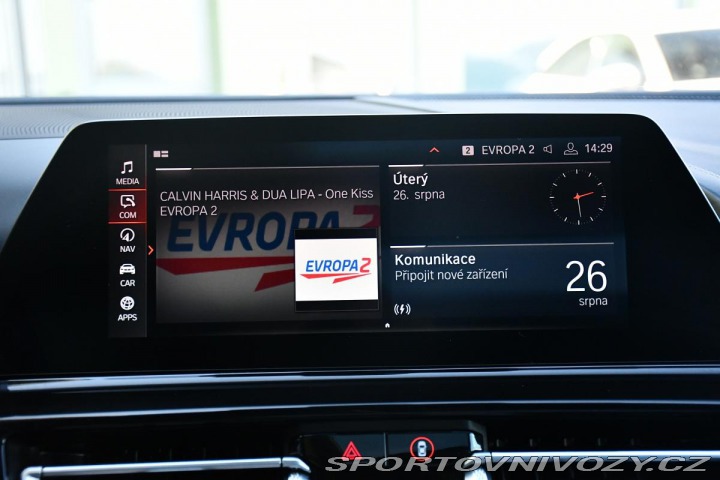 2 EVROPA 2 14:29
MEDIA
COM
NAV
CAR
APPS
CALVIN HARRIS & DUA LIPA - One Kiss
EVROPA 2
EVROPA 2
EVROPA 2
Úterý
26. srpna
Komunikace
Připojit nové zařízení
26
srpna
SPORTOVNIVOZY.CZ